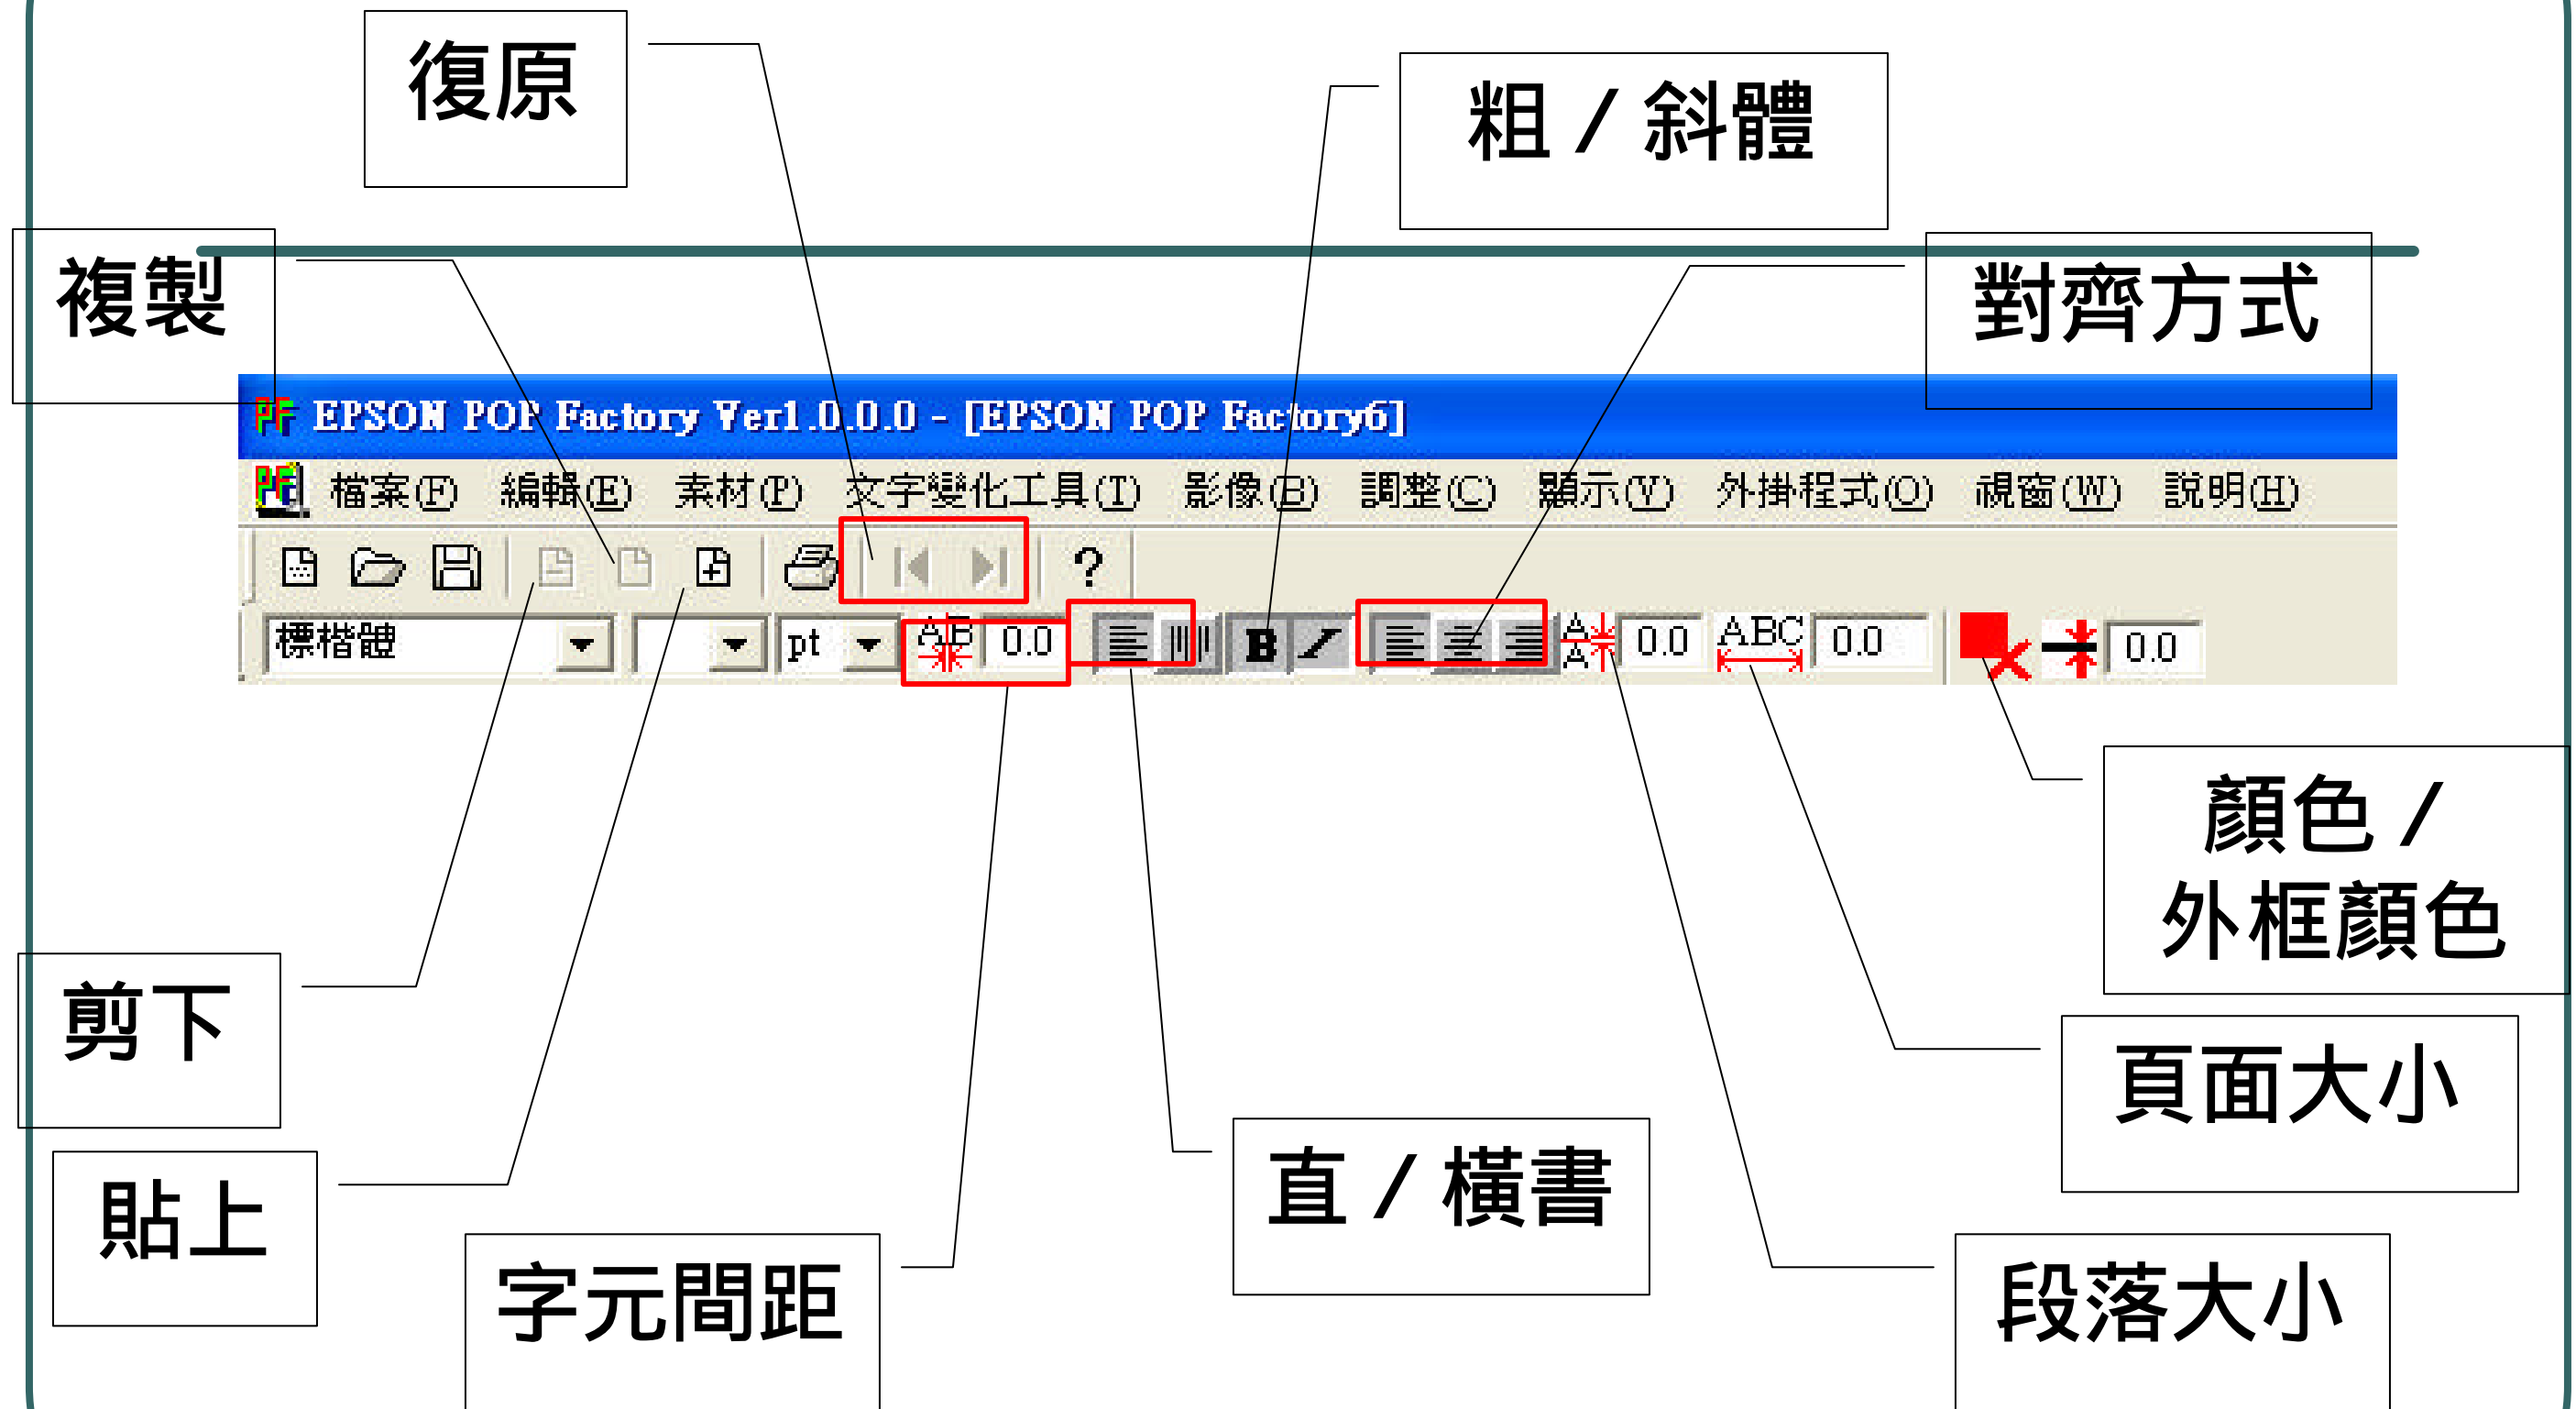 復原
粗 / 斜體
複製
對齊方式
EPSON POP Factory Ver1.0.0.0 - [EPSON POP Factory6]
檔案(F) 編輯(E) 素材(P) 文字變化工具(T) 影像(B) 調整(C) 顯示(V) 外掛程式(O) 視窗(W) 說明(H)
?
標楷體 pt AB 0.0 B I A A 0.0 ABC 0.0 0.0
顏色 /
外框顏色
剪下
頁面大小
直 / 橫書
貼上
字元間距
段落大小